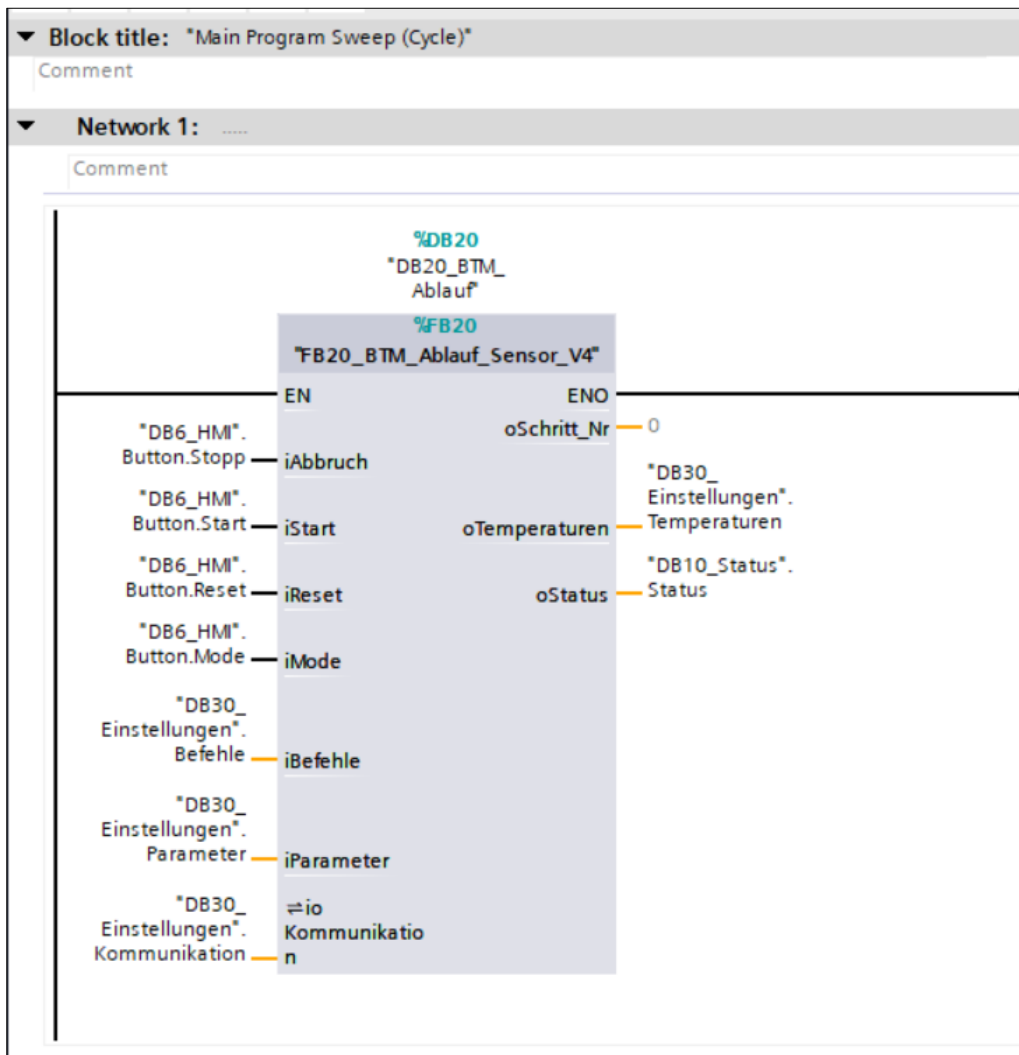 Block title: "Main Program Sweep (Cycle)"
Comment
Network 1: .....
Comment
%DB20
"DB20_BTM_
Ablauf"
%FB20
"FB20_BTM_Ablauf_Sensor_V4"
EN
ENO
oSchritt_Nr
0
"DB6_HMI".
Button.Stopp
iAbbruch
"DB6_HMI".
Button.Start
iStart
oTemperaturen
"DB30_
Einstellungen".
Temperaturen
"DB6_HMI".
Button.Reset
iReset
oStatus
"DB10_Status".
Status
"DB6_HMI".
Button.Mode
iMode
"DB30_
Einstellungen".
Befehle
iBefehle
"DB30_
Einstellungen".
Parameter
iParameter
"DB30_
Einstellungen".
Kommunikation
⇌io
Kommunikatio
n